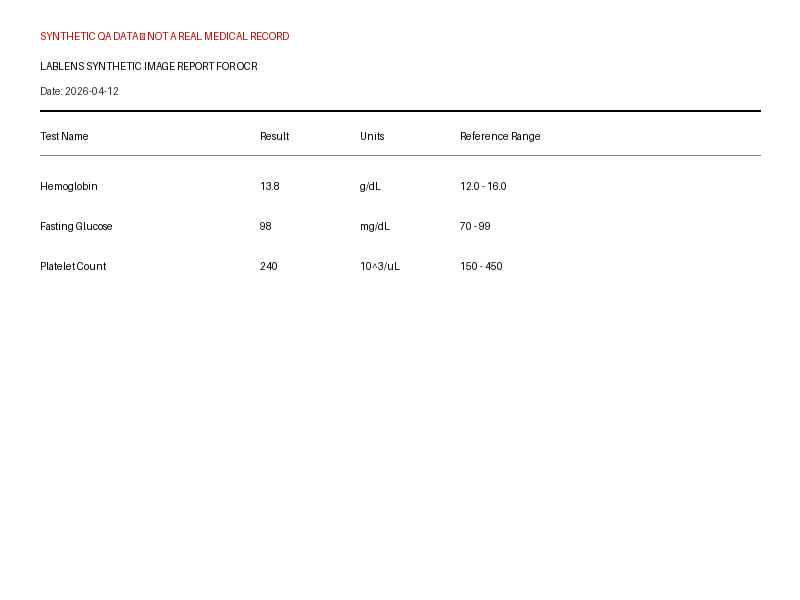 SYNTHETIC QA DATA NOT A REAL MEDICAL RECORD
LABLENS SYNTHETIC IMAGE REPORT FOR OCR
Date: 2026-04-12
Test Name Result Units Reference Range
Hemoglobin 13.8 g/dL 12.0 - 16.0
Fasting Glucose 98 mg/dL 70 - 99
Platelet Count 240 10^3/uL 150 - 450